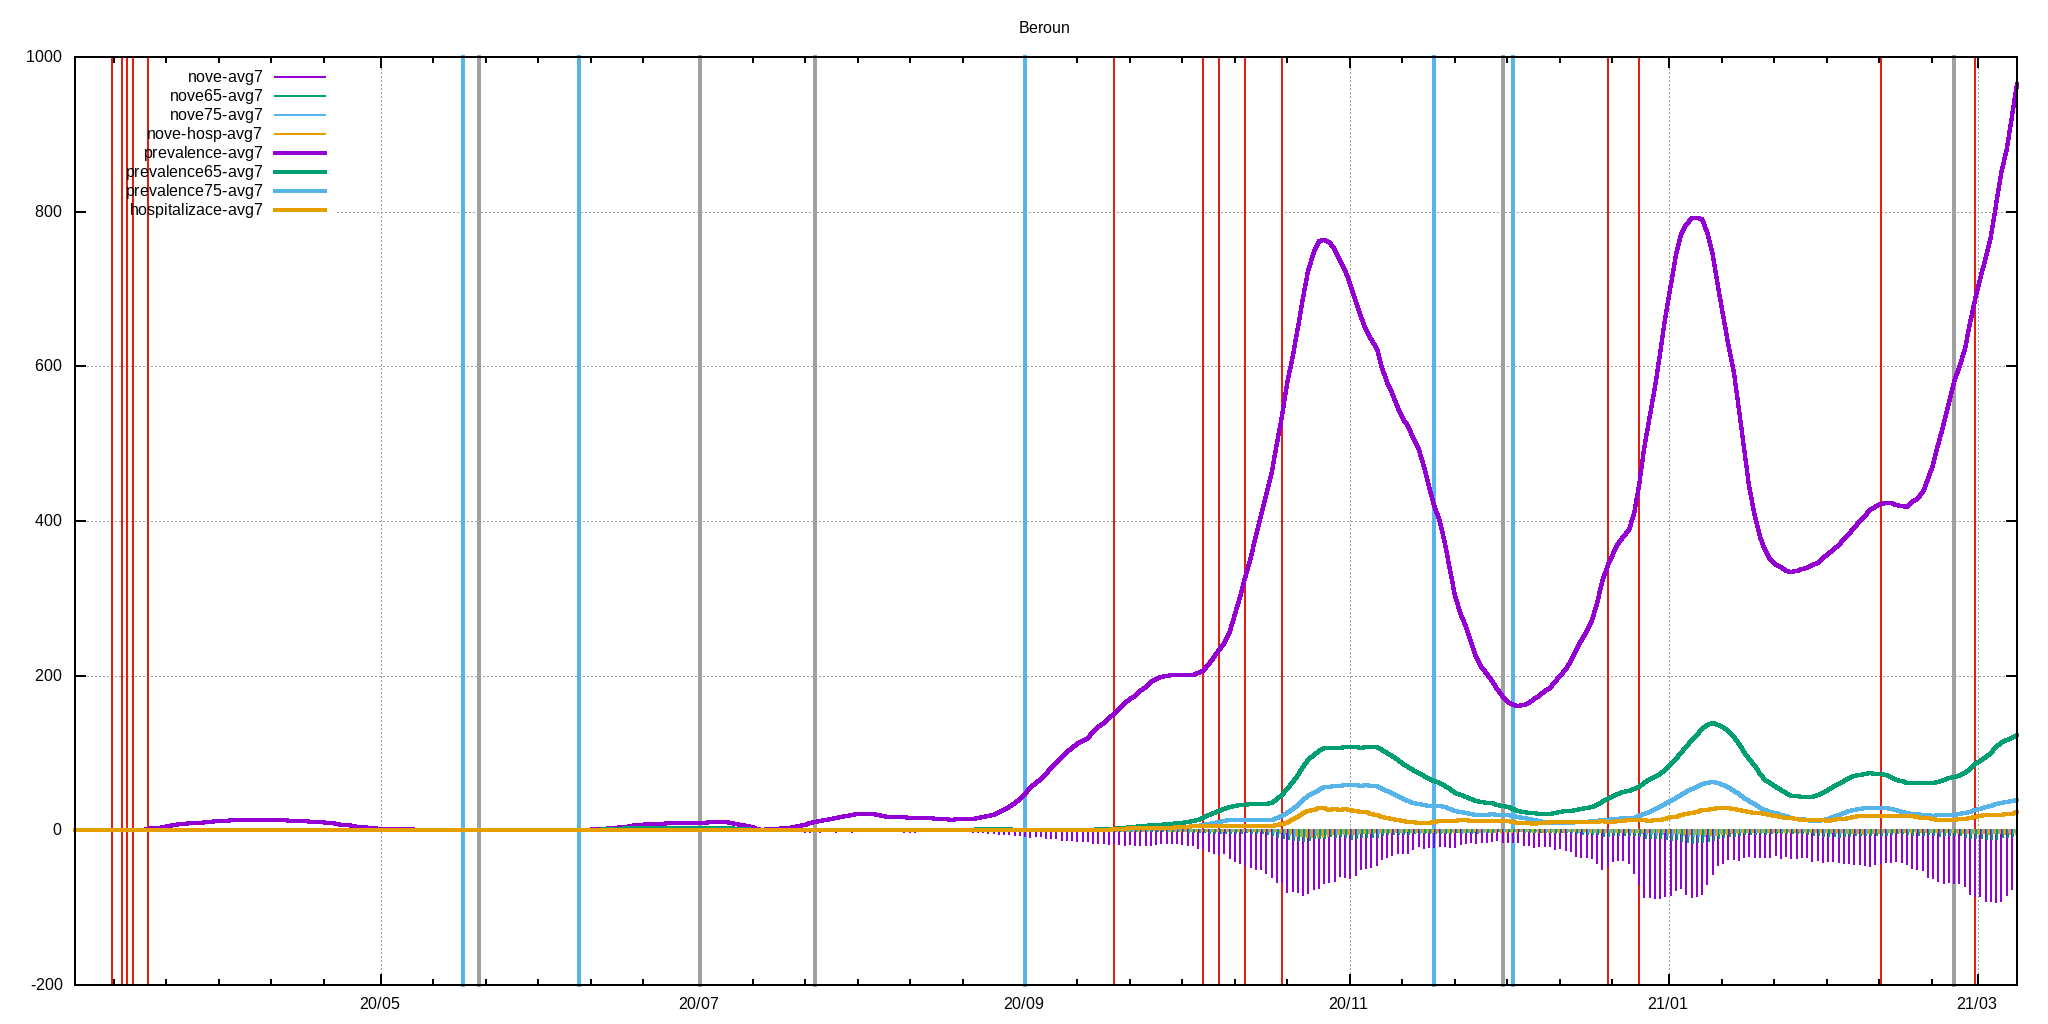 Beroun
1000
800
600
400
200
0
-200
nove-avg7
nove65-avg7
nove75-avg7
nove-hosp-avg7
prevalence-avg7
prevalence65-avg7
prevalence75-avg7
hospitalizace-avg7
20/05 20/07 20/09 20/11 21/01 21/03